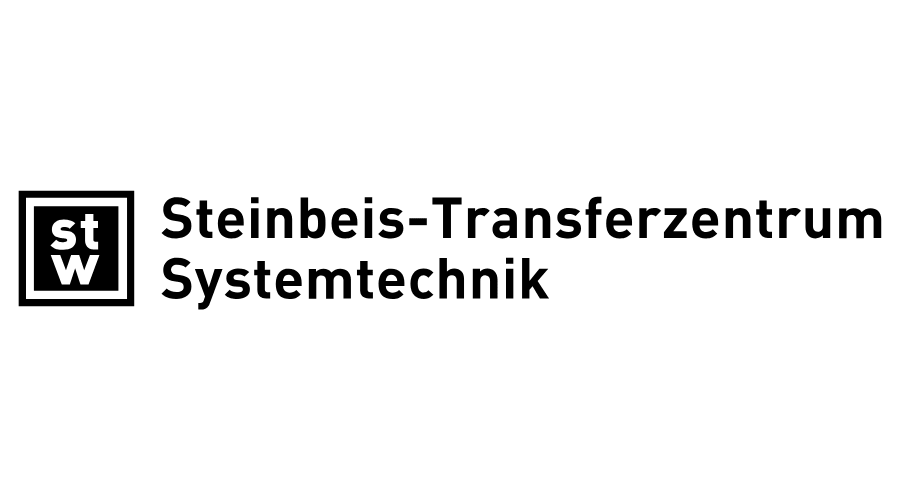 st
w
Steinbeis-Transferzentrum
Systemtechnik